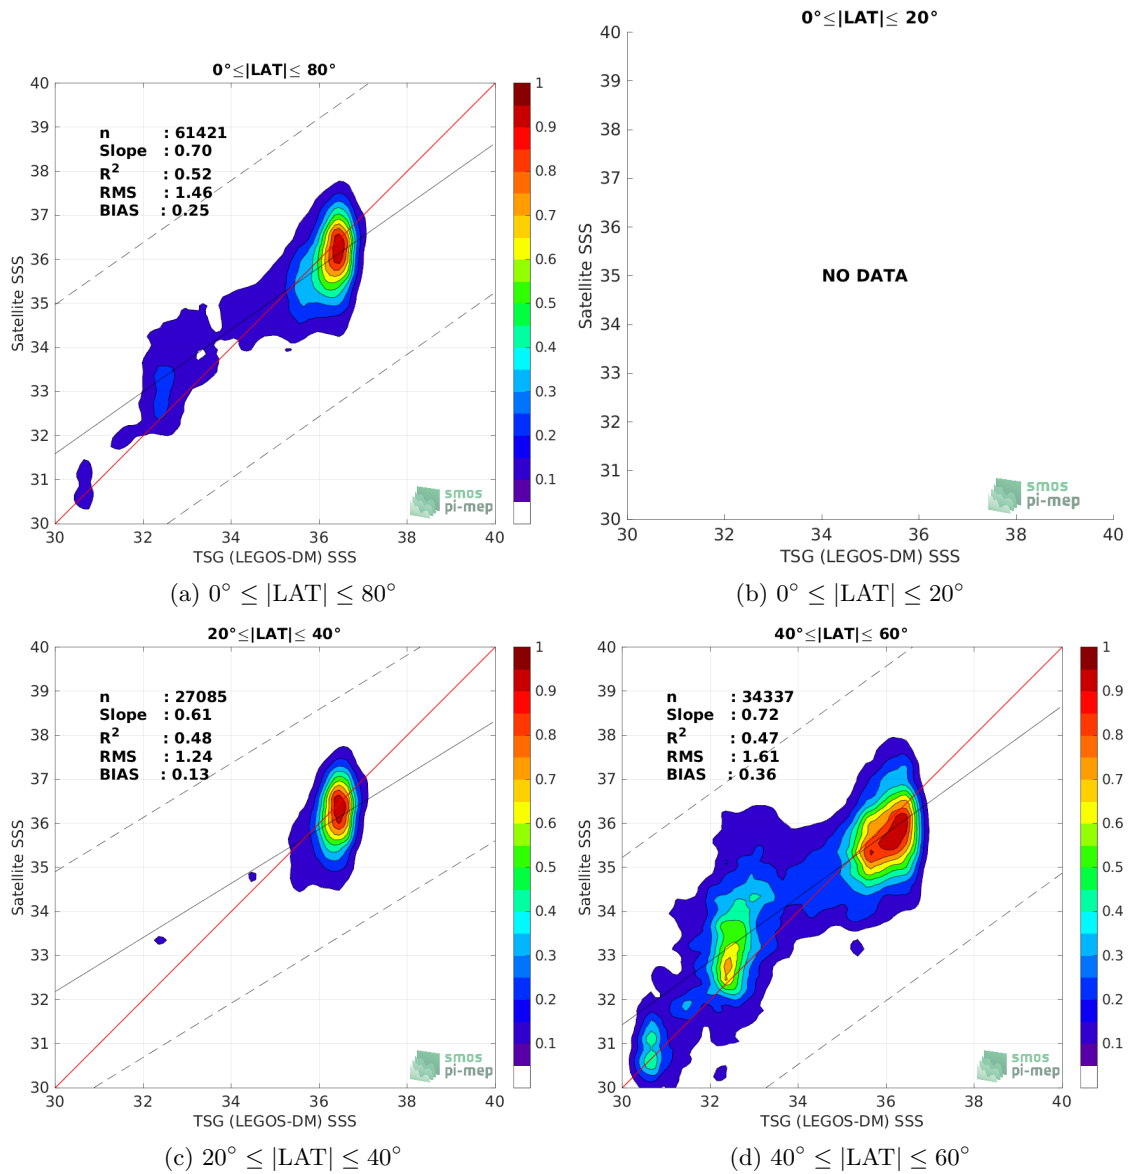 0°≤|LAT|≤ 80°
40
39
38
37
36
35
34
33
32
31
30
Satellite SSS
n : 61421
Slope : 0.70
R² : 0.52
RMS : 1.46
BIAS : 0.25
smos
pi-mep
30 32 34 36 38 40
TSG (LEGOS-DM) SSS
1
0.9
0.8
0.7
0.6
0.5
0.4
0.3
0.2
0.1
(a) 0° ≤ |LAT| ≤ 80°
0°≤|LAT|≤ 20°
40
39
38
37
36
35
34
33
32
31
30
Satellite SSS
NO DATA
smos
pi-mep
30 32 34 36 38 40
TSG (LEGOS-DM) SSS
(b) 0° ≤ |LAT| ≤ 20°
20°≤|LAT|≤ 40°
40
39
38
37
36
35
34
33
32
31
30
Satellite SSS
n : 27085
Slope : 0.61
R² : 0.48
RMS : 1.24
BIAS : 0.13
smos
pi-mep
30 32 34 36 38 40
TSG (LEGOS-DM) SSS
1
0.9
0.8
0.7
0.6
0.5
0.4
0.3
0.2
0.1
(c) 20° ≤ |LAT| ≤ 40°
40°≤|LAT|≤ 60°
40
39
38
37
36
35
34
33
32
31
30
Satellite SSS
n : 34337
Slope : 0.72
R² : 0.47
RMS : 1.61
BIAS : 0.36
smos
pi-mep
30 32 34 36 38 40
TSG (LEGOS-DM) SSS
1
0.9
0.8
0.7
0.6
0.5
0.4
0.3
0.2
0.1
(d) 40° ≤ |LAT| ≤ 60°